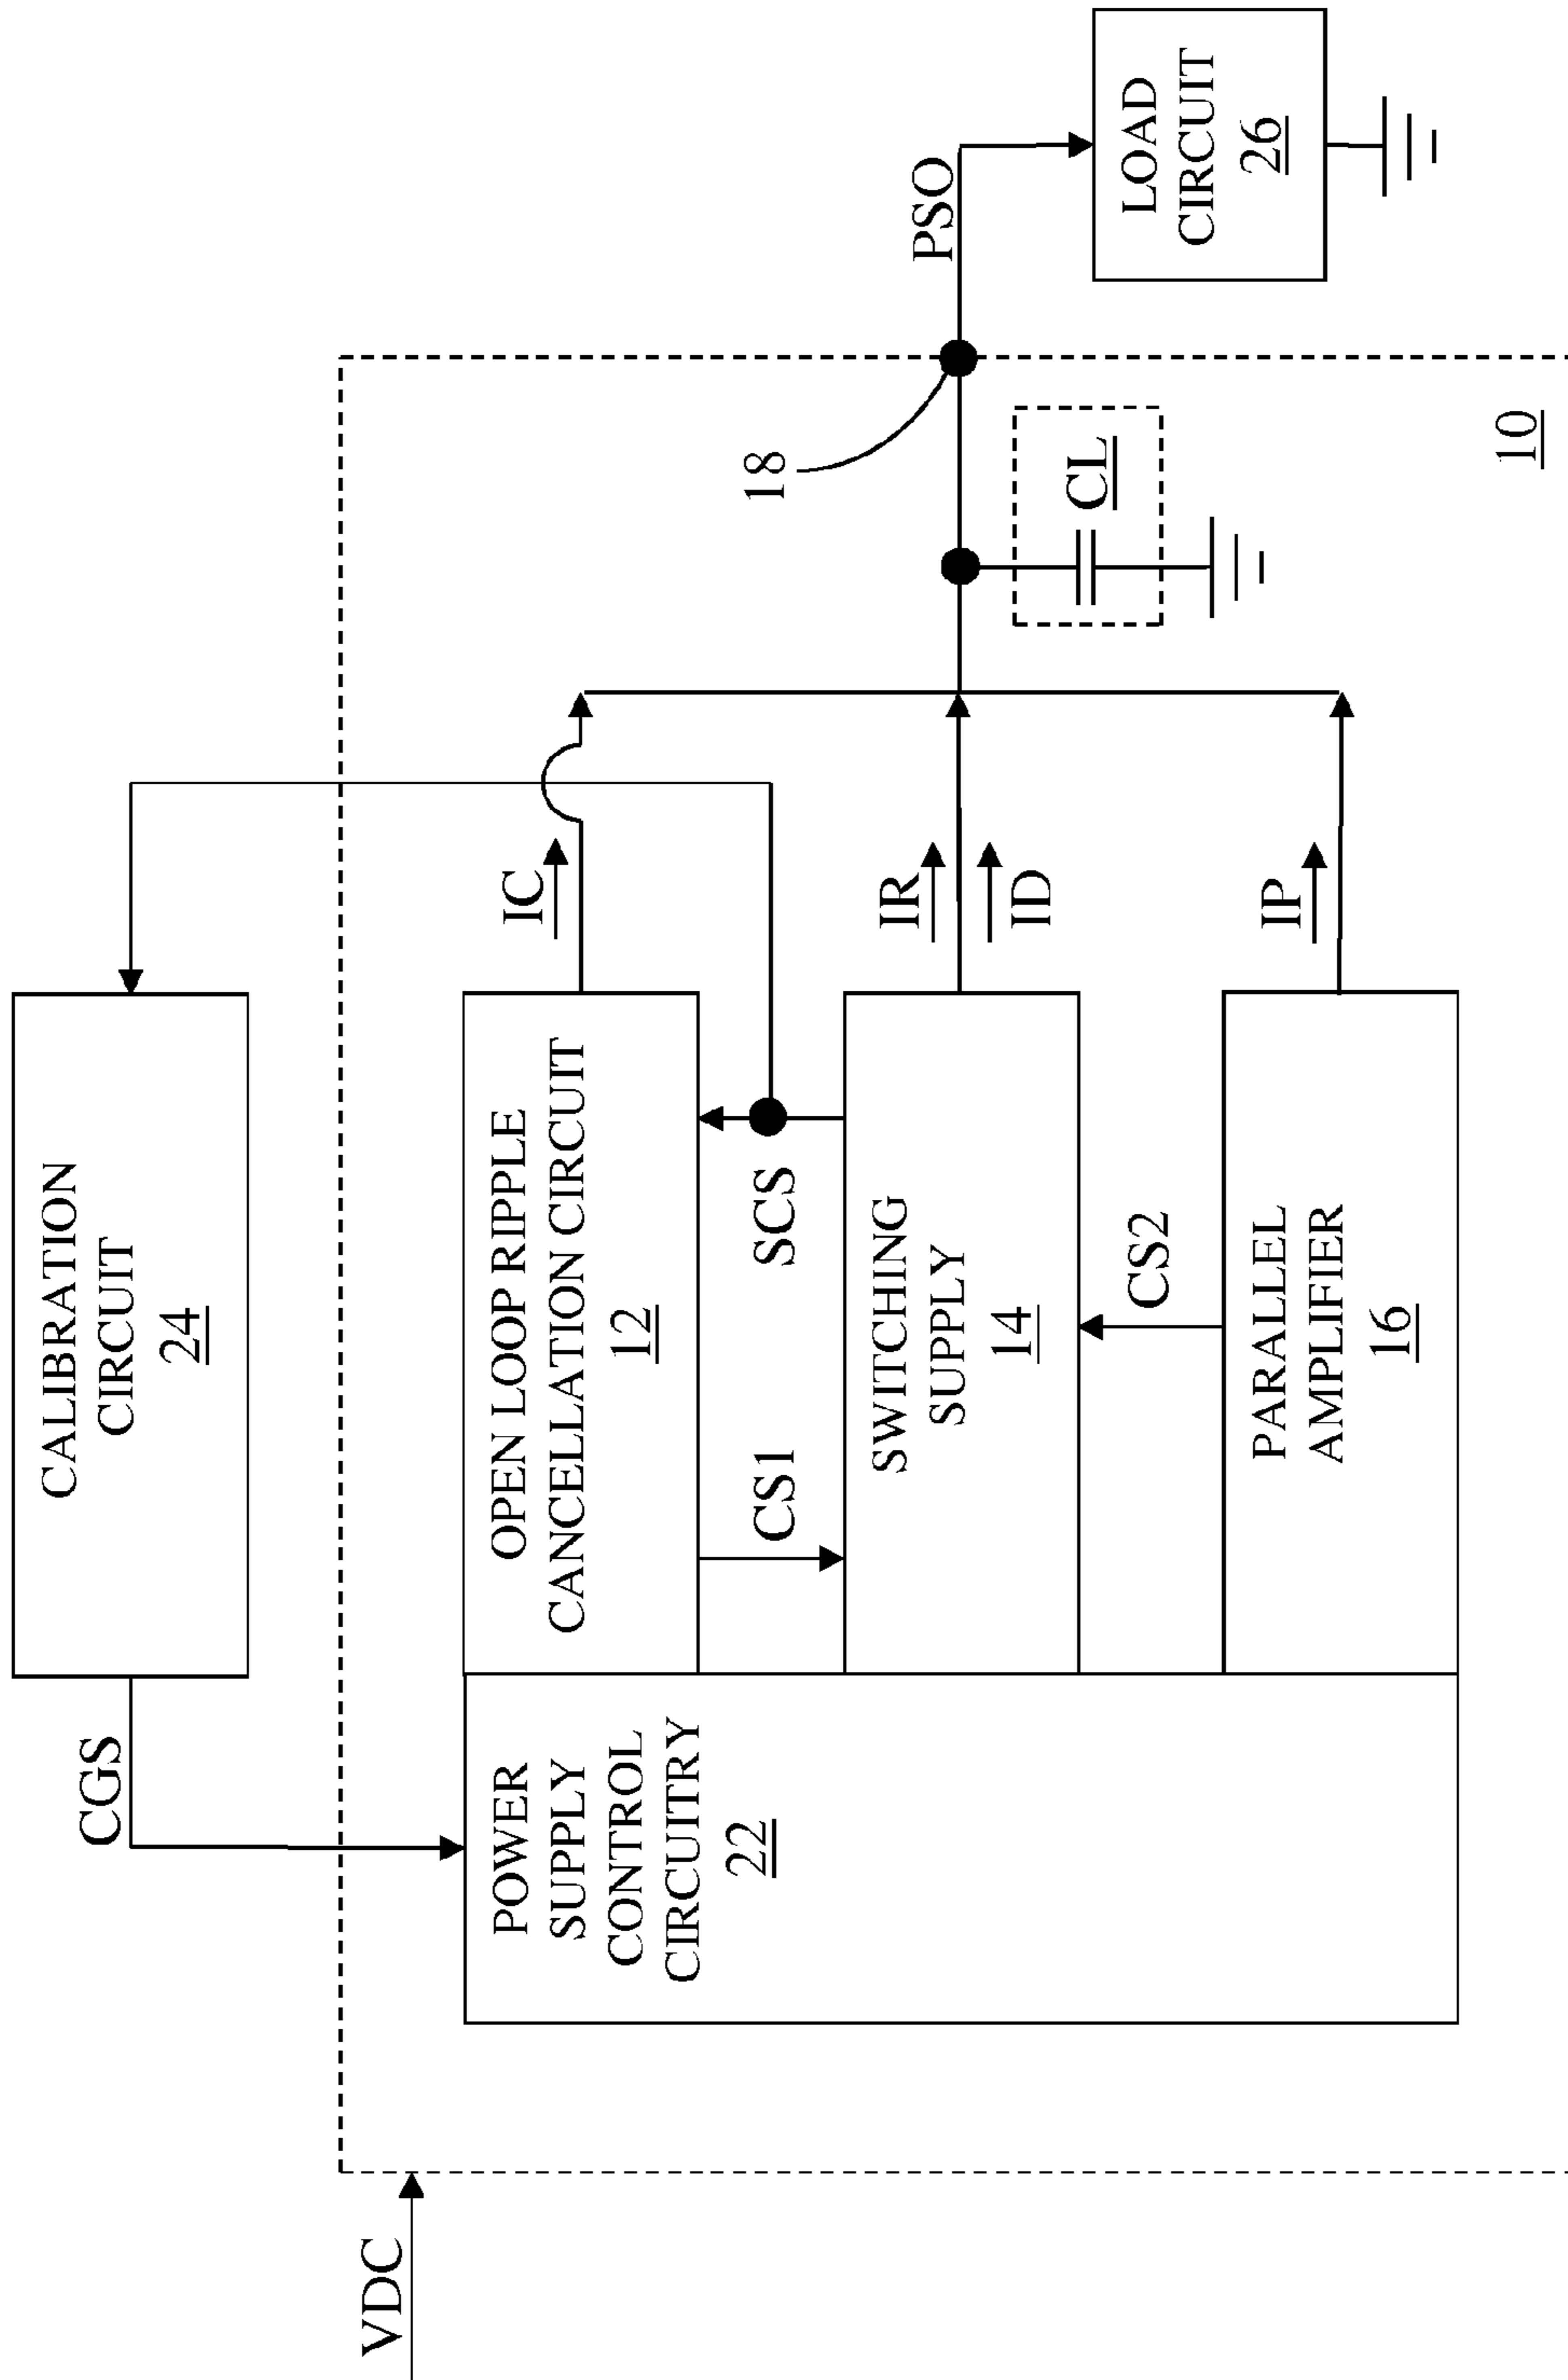 CALIBRATION
CIRCUIT
24
CGS
VDC
POWER
SUPPLY
CONTROL
CIRCUITRY
22
OPEN LOOP RIPPLE
CANCELLATION CIRCUIT
12
IC
CS1
SCS
SWITCHING
SUPPLY
14
IR
ID
CS2
PARALLEL
AMPLIFIER
16
IP
18
CL
PSO
LOAD
CIRCUIT
26
10